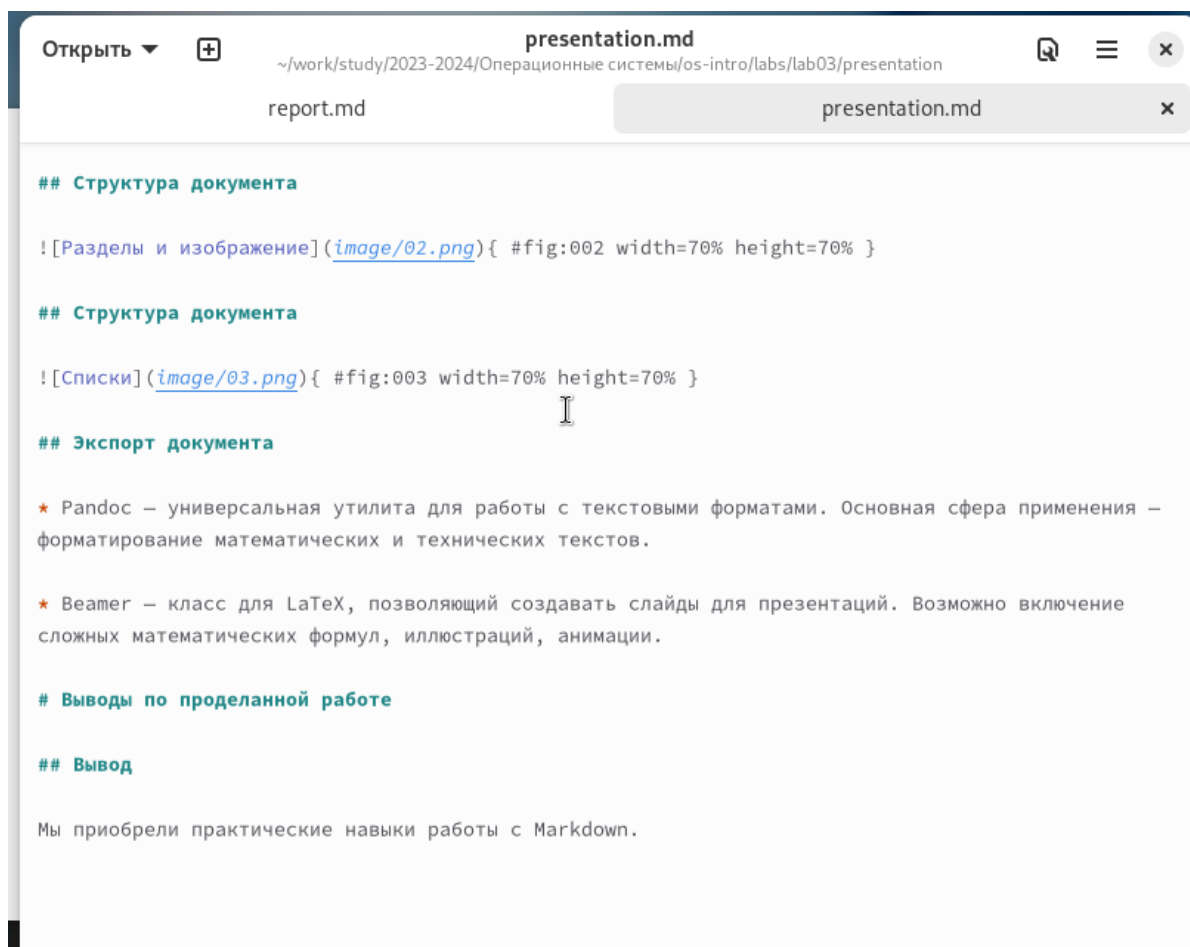 Открыть
presentation.md
~/work/study/2023-2024/Операционные системы/os-intro/labs/lab03/presentation
report.md
presentation.md
## Структура документа
![Разделы и изображение](image/02.png){ #fig:002 width=70% height=70% }
## Структура документа
![Списки](image/03.png){ #fig:003 width=70% height=70% }
## Экспорт документа
* Pandoc — универсальная утилита для работы с текстовыми форматами. Основная сфера применения —
форматирование математических и технических текстов.
* Beamer — класс для LaTeX, позволяющий создавать слайды для презентаций. Возможно включение
сложных математических формул, иллюстраций, анимации.
# Выводы по проделанной работе
## Вывод
Мы приобрели практические навыки работы с Markdown.